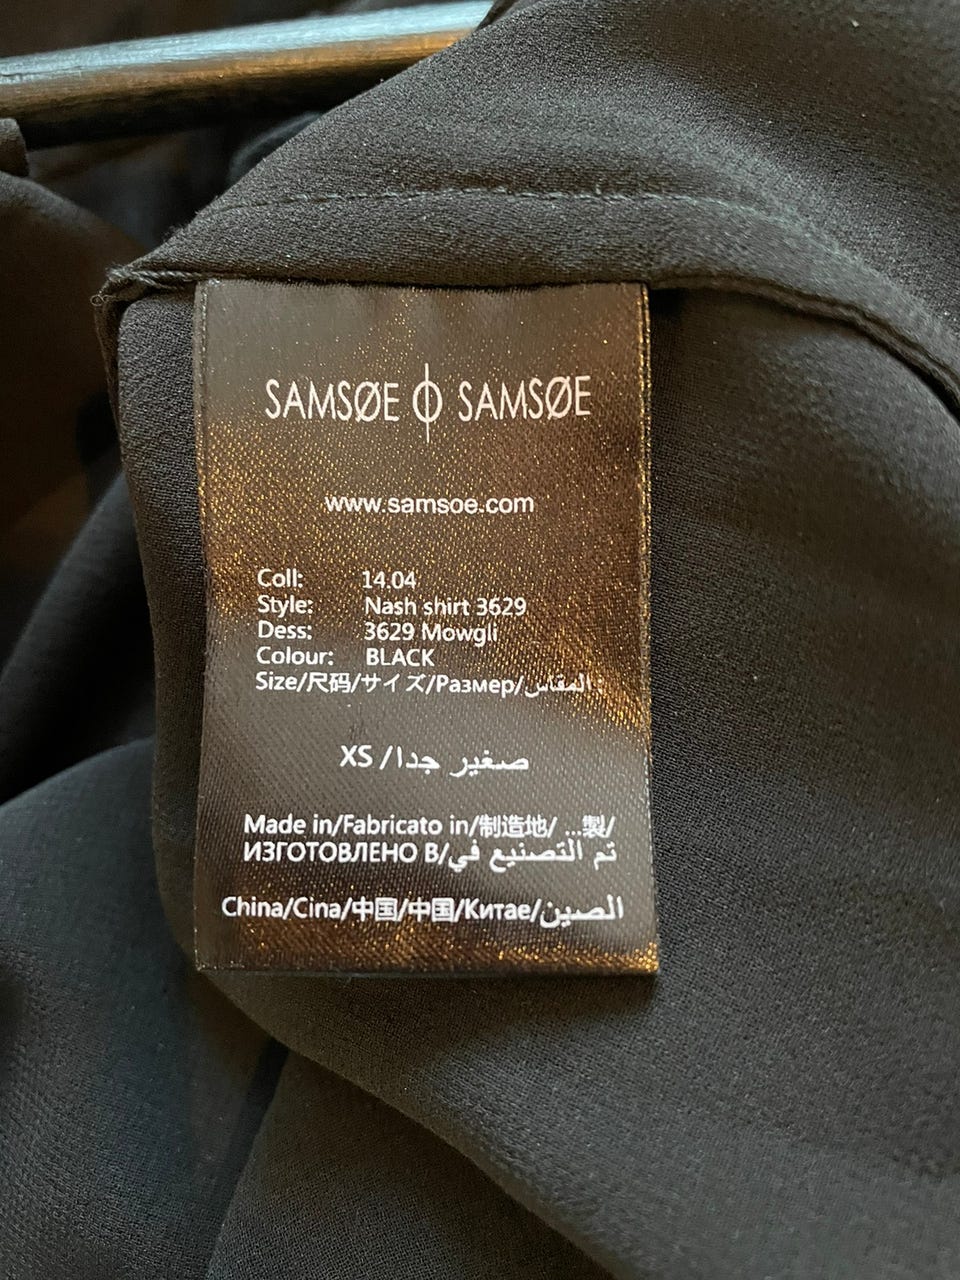 SAMSØE ϕ SAMSØE
www.samsoe.com
Coll: 14.04
Style: Nash shirt 3629
Dess: 3629 Mowgli
Colour: BLACK
Size/尺码/サイズ/Размер/المقاس
XS /صغير جدا
Made in/Fabricato in/制造地/ ...製/
ИЗГОТОВЛЕНО В/تم التصنيع في
China/Cina/中国/中国/Китае/الصين